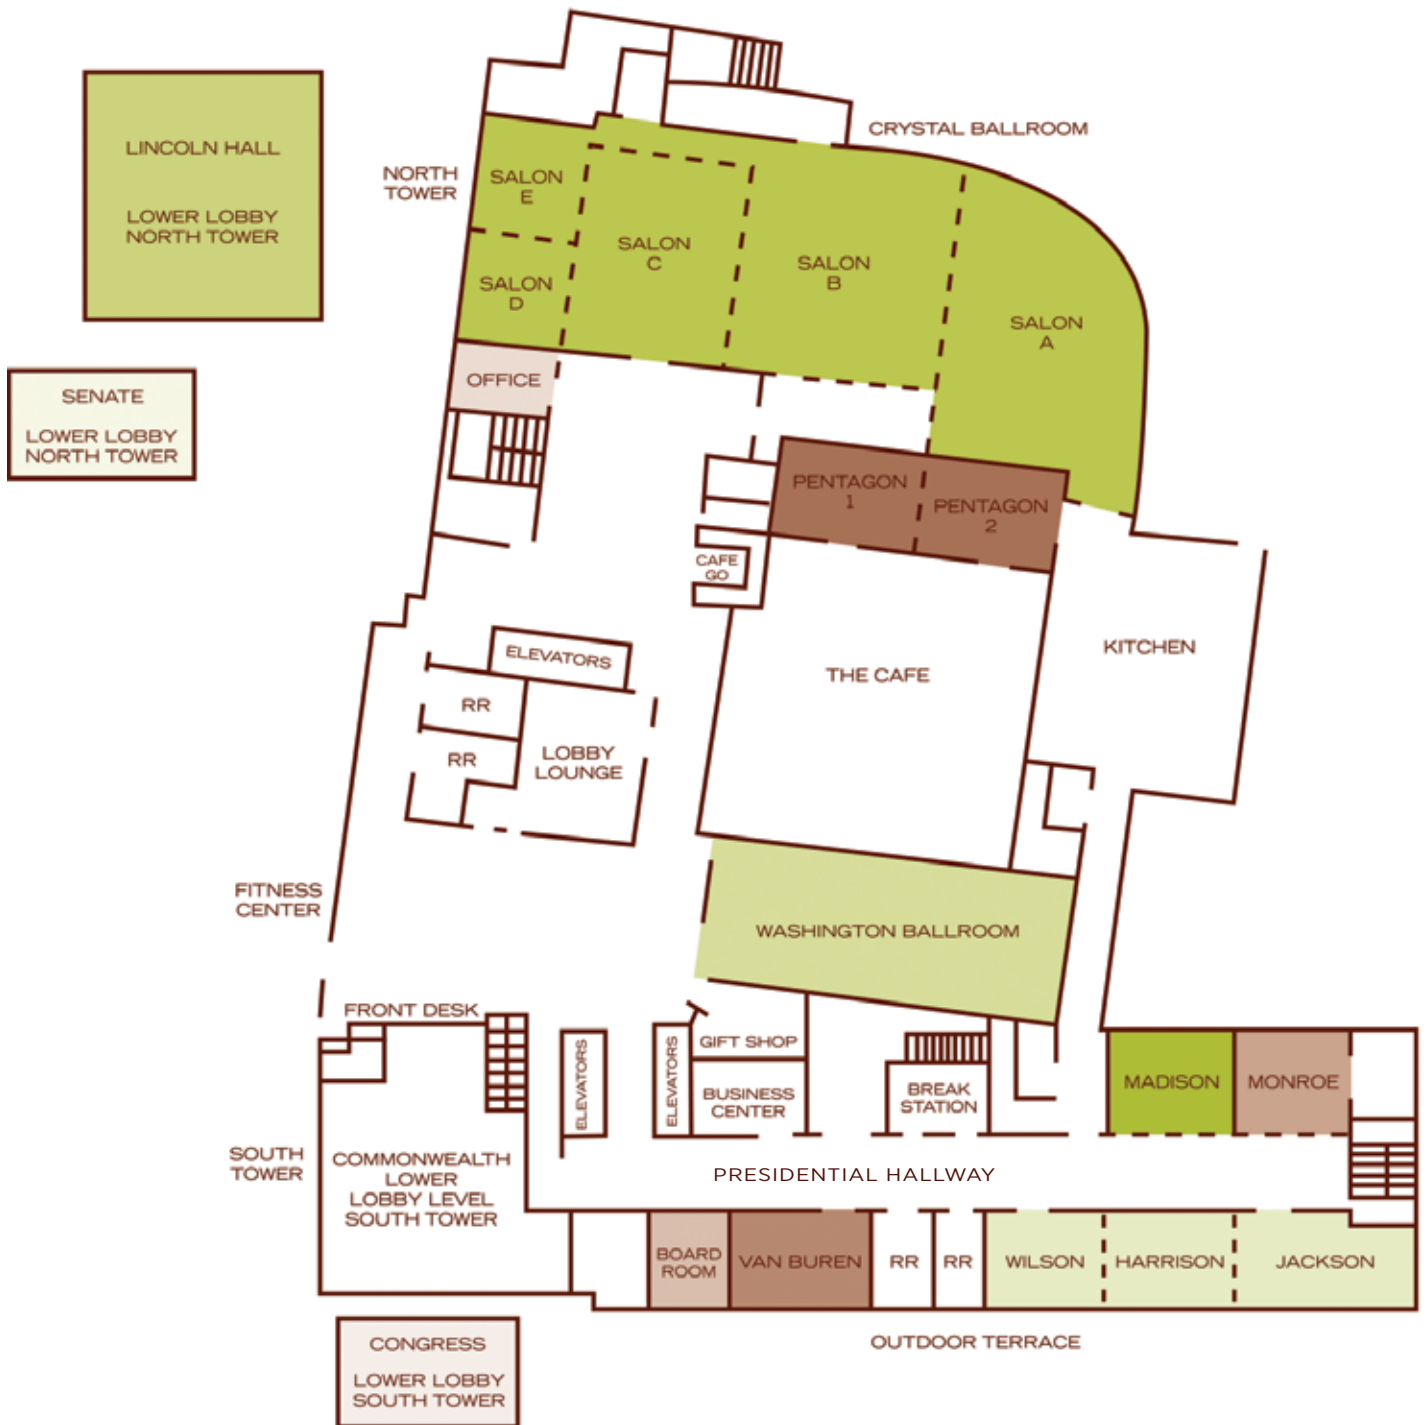 CRYSTAL BALLROOM
LINCOLN HALL
LOWER LOBBY
NORTH TOWER
NORTH
TOWER
SALON
E
SALON
D
SALON
C
SALON
B
SALON
A
OFFICE
SENATE
LOWER LOBBY
NORTH TOWER
PENTAGON
1
PENTAGON
2
CAFE
GO
ELEVATORS
RR
RR
LOBBY
LOUNGE
THE CAFE
KITCHEN
FITNESS
CENTER
WASHINGTON BALLROOM
FRONT DESK
ELEVATORS
ELEVATORS
GIFT SHOP
BUSINESS
CENTER
BREAK
STATION
MADISON
MONROE
SOUTH
TOWER
COMMONWEALTH
LOWER
LOBBY LEVEL
SOUTH TOWER
PRESIDENTIAL HALLWAY
BOARD
ROOM
VAN BUREN
RR
RR
WILSON
HARRISON
JACKSON
OUTDOOR TERRACE
CONGRESS
LOWER LOBBY
SOUTH TOWER